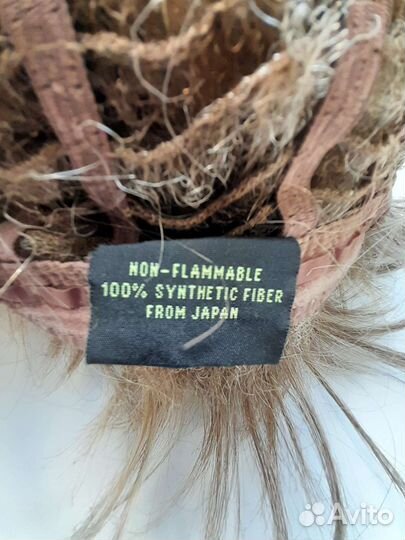 NON-FLAMMABLE
100% SYNTHETIC FIBER
FROM JAPAN
Avito